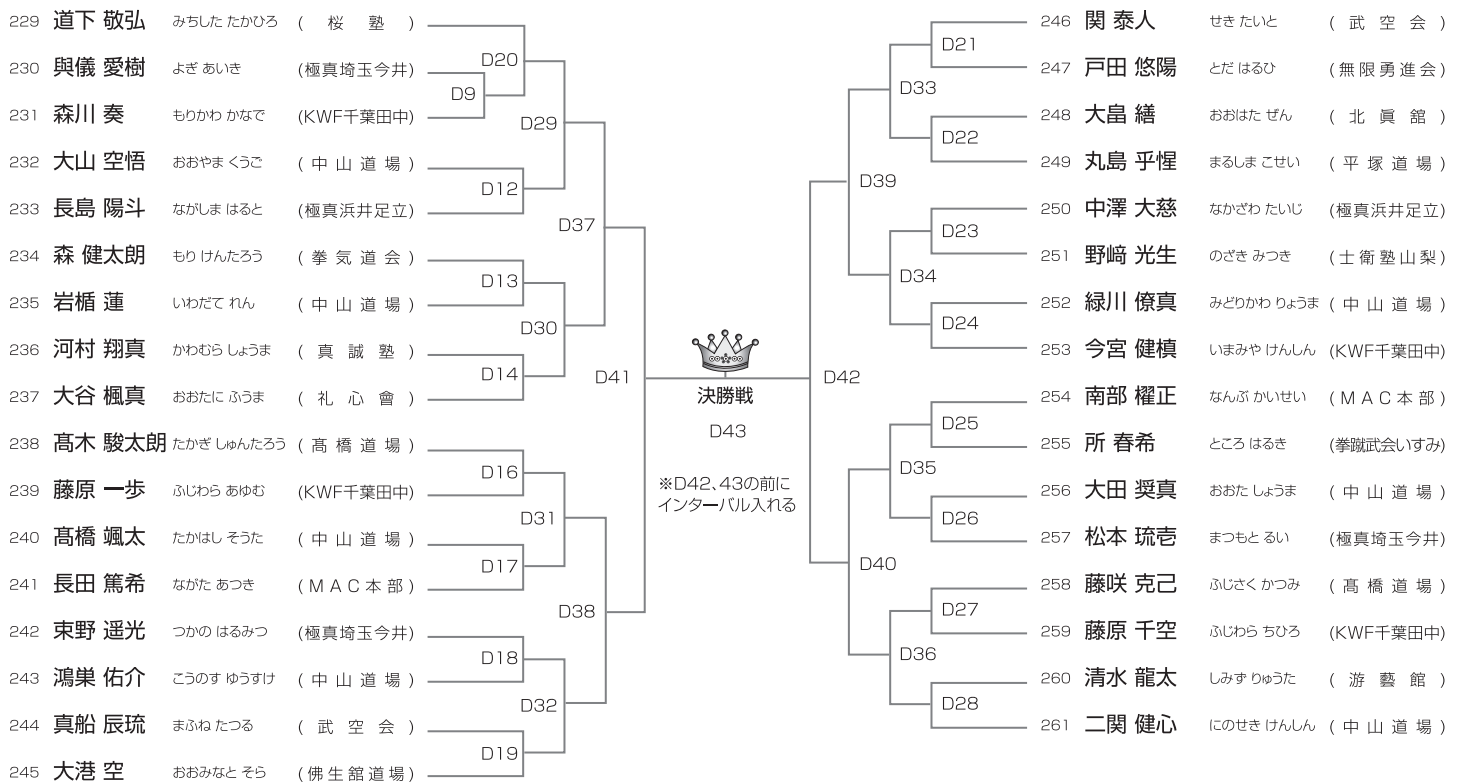 229 道下 敬弘 みちした たかひろ ( 桜 塾 )
230 與儀 愛樹 よぎ あいき (極真埼玉今井)
231 森川 奏 もりかわ かなで (KWF千葉田中)
232 大山 空悟 おおやま くうご ( 中 山 道 場 )
233 長島 陽斗 ながしま はると (極真浜井足立)
234 森 健太朗 もり けんたろう ( 拳 気 道 会 )
235 岩楯 蓮 いわだて れん ( 中 山 道 場 )
236 河村 翔真 かわむら しょうま ( 真 誠 塾 )
237 大谷 楓真 おおたに ふうま ( 礼 心 會 )
238 髙木 駿太朗 たかぎ しゅんたろう ( 髙 橋 道 場 )
239 藤原 一歩 ふじわら あゆむ (KWF千葉田中)
240 髙橋 颯太 たかはし そうた ( 中 山 道 場 )
241 長田 篤希 ながた あつき ( M A C 本 部 )
242 束野 遥光 つかの はるみつ (極真埼玉今井)
243 鴻巣 佑介 こうのす ゆうすけ ( 中 山 道 場 )
244 真船 辰琉 まふね たつる ( 武 空 会 )
245 大港 空 おおみなと そら (佛生舘道場)
D20
D9
D29
D12
D37
D13
D30
D14
D41
D16
D31
D17
D38
D18
D32
D19
決勝戦
D43
※D42、43の前に
インターバル入れる
D21
D33
D22
D39
D23
D34
D24
D42
D25
D35
D26
D40
D27
D36
D28
246 関 泰人 せき たいと ( 武 空 会 )
247 戸田 悠陽 とだ はるひ (無限勇進会)
248 大畠 繕 おおはた ぜん ( 北 眞 舘 )
249 丸島 乎惺 まるしま こせい ( 平 塚 道 場 )
250 中澤 大慈 なかざわ たいじ (極真浜井足立)
251 野﨑 光生 のざき みつき (士衛塾山梨)
252 緑川 僚真 みどりかわ りょうま ( 中 山 道 場 )
253 今宮 健槙 いまみや けんしん (KWF千葉田中)
254 南部 櫂正 なんぶ かいせい ( M A C 本 部 )
255 所 春希 ところ はるき (拳蹴武会いすみ)
256 大田 奨真 おおた しょうま ( 中 山 道 場 )
257 松本 琉壱 まつもと るい (極真埼玉今井)
258 藤咲 克己 ふじさく かつみ ( 髙 橋 道 場 )
259 藤原 千空 ふじわら ちひろ (KWF千葉田中)
260 清水 龍太 しみず りゅうた ( 游 藝 館 )
261 二関 健心 にのせき けんしん ( 中 山 道 場 )